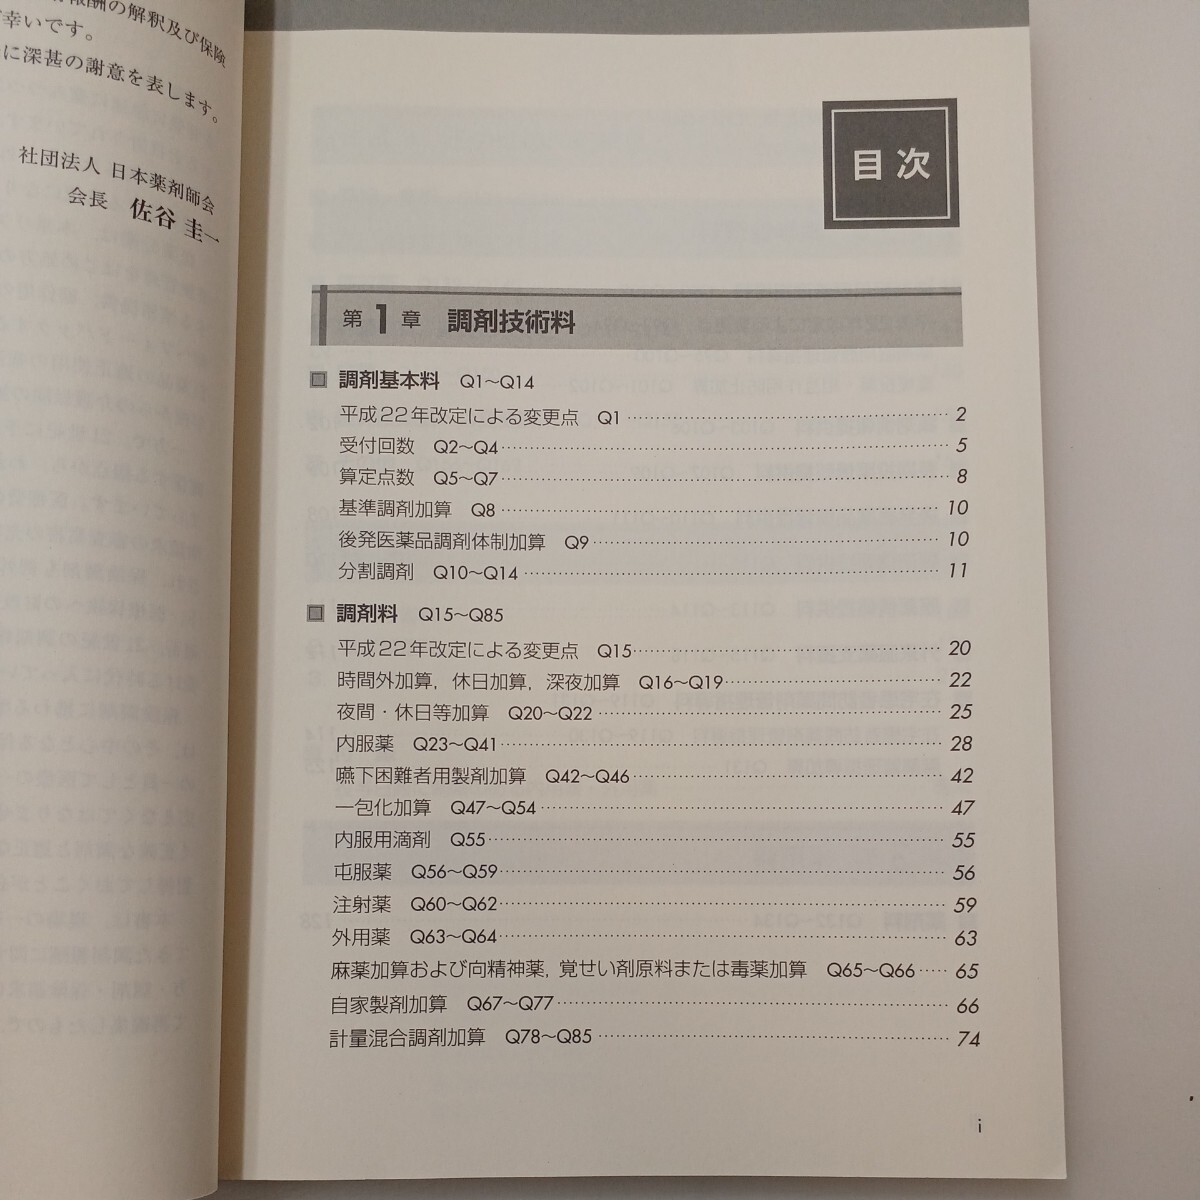 報酬の解釈及び保険
幸いです。
に深甚の謝意を表します。
社団法人 日本薬剤師会
会長 佐谷 圭一
目次
第1章 調剤技術料
調剤基本料 Q1〜Q14
平成22年改定による変更点 Q1 2
受付回数 Q2〜Q4 5
算定点数 Q5〜Q7 8
基準調剤加算 Q8 10
後発医薬品調剤体制加算 Q9 10
分割調剤 Q10〜Q14 11
調剤料 Q15〜Q85
平成22年改定による変更点 Q15 20
時間外加算，休日加算，深夜加算 Q16〜Q19 22
夜間・休日等加算 Q20〜Q22 25
内服薬 Q23〜Q41 28
嚥下困難者用製剤加算 Q42〜Q46 42
一包化加算 Q47〜Q54 47
内服用滴剤 Q55 55
屯服薬 Q56〜Q59 56
注射薬 Q60〜Q62 59
外用薬 Q63〜Q64 63
麻薬加算および向精神薬，覚せい剤原料または毒薬加算 Q65〜Q66 65
自家製剤加算 Q67〜Q77 66
計量混合調剤加算 Q78〜Q85 74
i